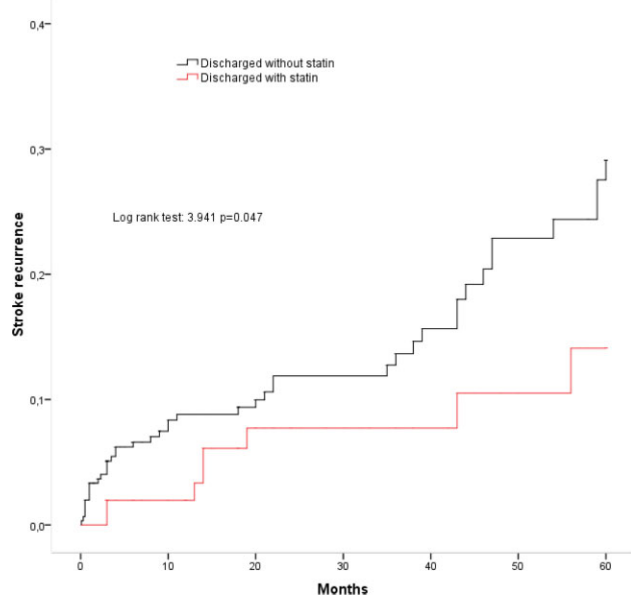 0,4
Discharged without statin
Discharged with statin
0,3
Log rank test: 3.941 p=0.047
0,2
Stroke recurrence
0,1
0,0
0 10 20 30 40 50 60
Months